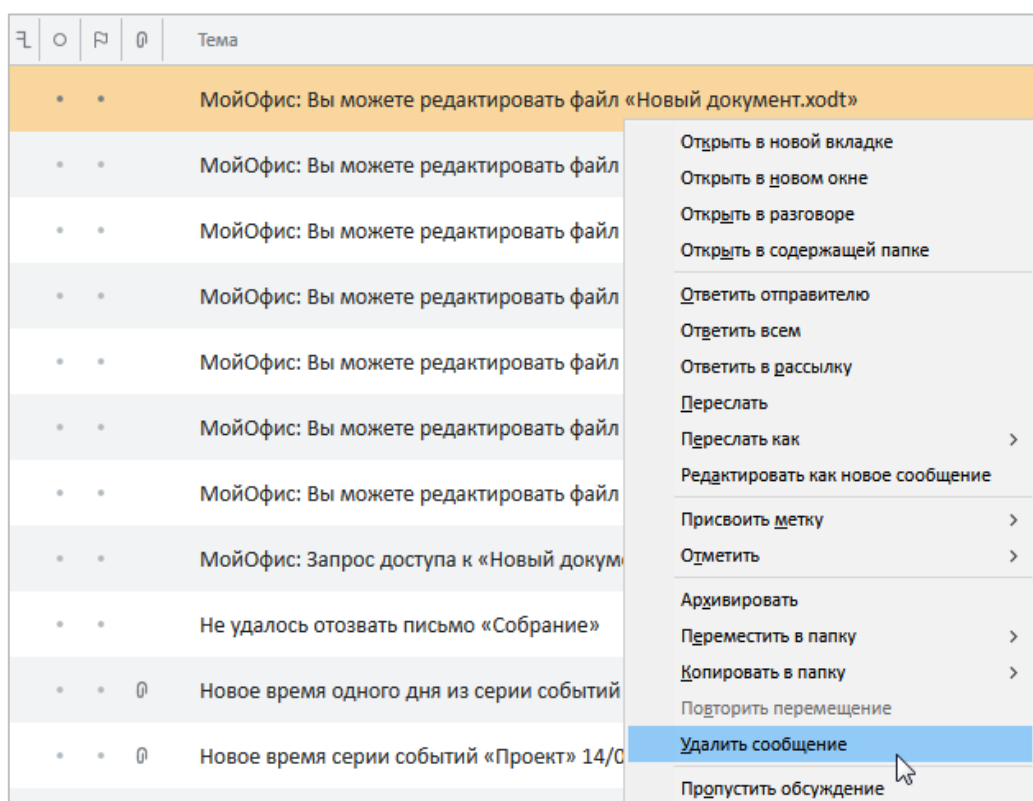 Тема
МойОфис: Вы можете редактировать файл «Новый документ.xodt»
МойОфис: Вы можете редактировать файл
МойОфис: Вы можете редактировать файл
МойОфис: Вы можете редактировать файл
МойОфис: Вы можете редактировать файл
МойОфис: Вы можете редактировать файл
МойОфис: Вы можете редактировать файл
МойОфис: Запрос доступа к «Новый докум
Не удалось отозвать письмо «Собрание»
Новое время одного дня из серии событий
Новое время серии событий «Проект» 14/0
Открыть в новой вкладке
Открыть в новом окне
Открыть в разговоре
Открыть в содержащей папке
Ответить отправителю
Ответить всем
Ответить в рассылку
Переслать
Переслать как
Редактировать как новое сообщение
Присвоить метку
Отметить
Архивировать
Переместить в папку
Копировать в папку
Повторить перемещение
Удалить сообщение
Пропустить обсуждение